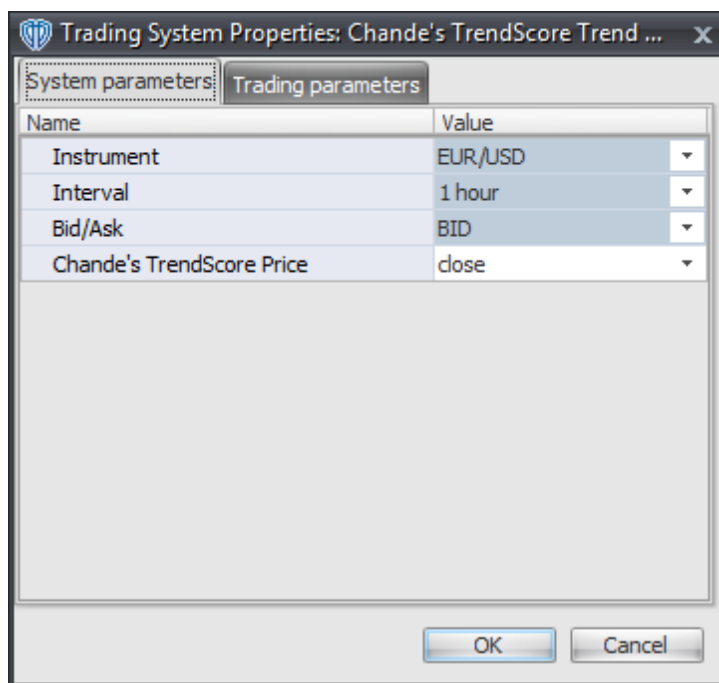 Trading System Properties: Chande's TrendScore Trend ... x
System parameters Trading parameters
Name Value
Instrument EUR/USD
Interval 1 hour
Bid/Ask BID
Chande's TrendScore Price close
OK Cancel